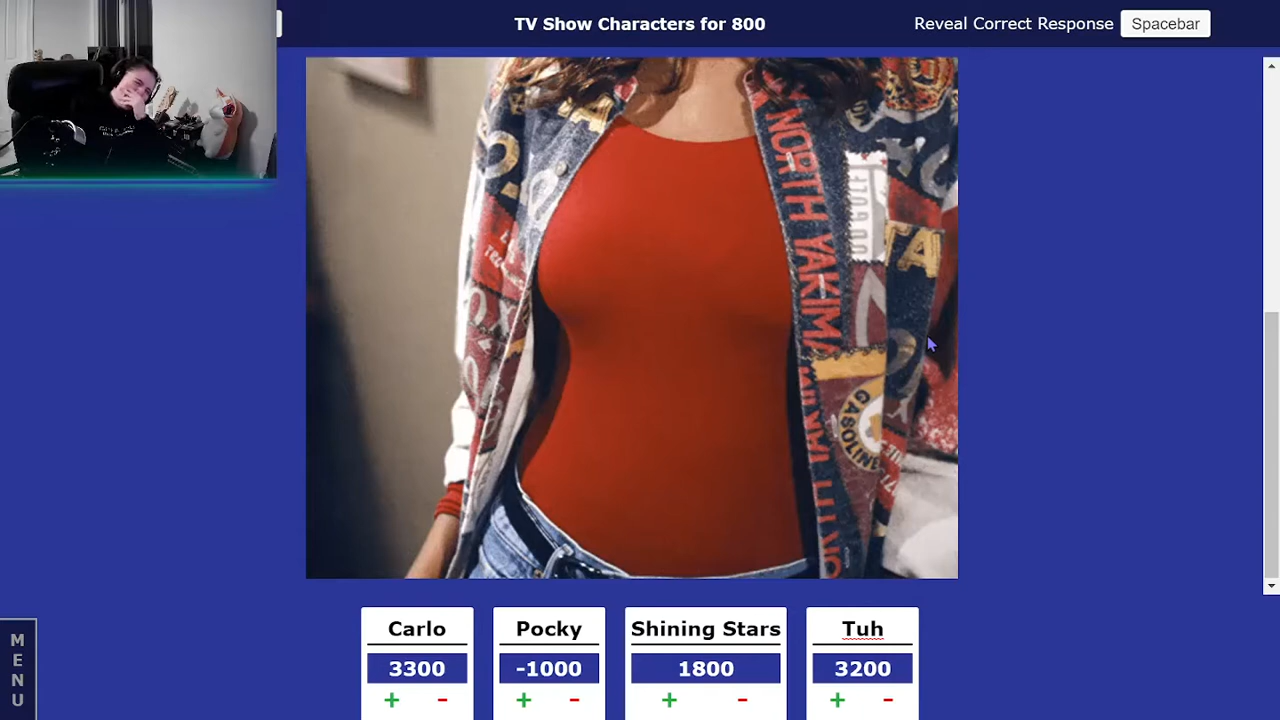 TV Show Characters for 800
Reveal Correct Response
Spacebar
NORTH YAKIMA
GASOLINE
Carlo
Pocky
Shining Stars
Tuh
3300
-1000
1800
3200
+ -
+ -
+ -
+ -
MENU